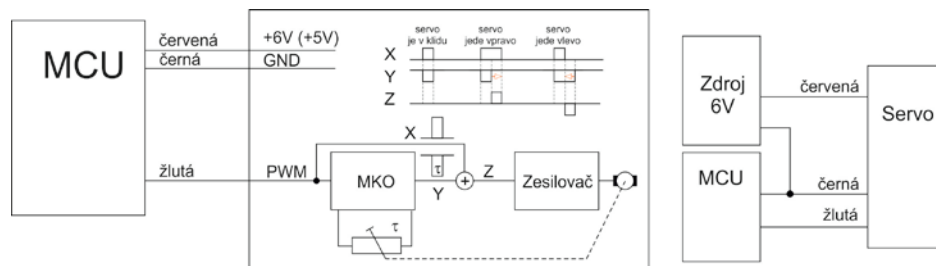 MCU
červená
černá
žlutá
+6V (+5V)
GND
PWM
servo
je v klidu
servo
jede vpravo
servo
jede vlevo
X
Y
Z
X
τ
MKO
Y
+
Z
Zesilovač
τ
Zdroj
6V
MCU
červená
černá
žlutá
Servo